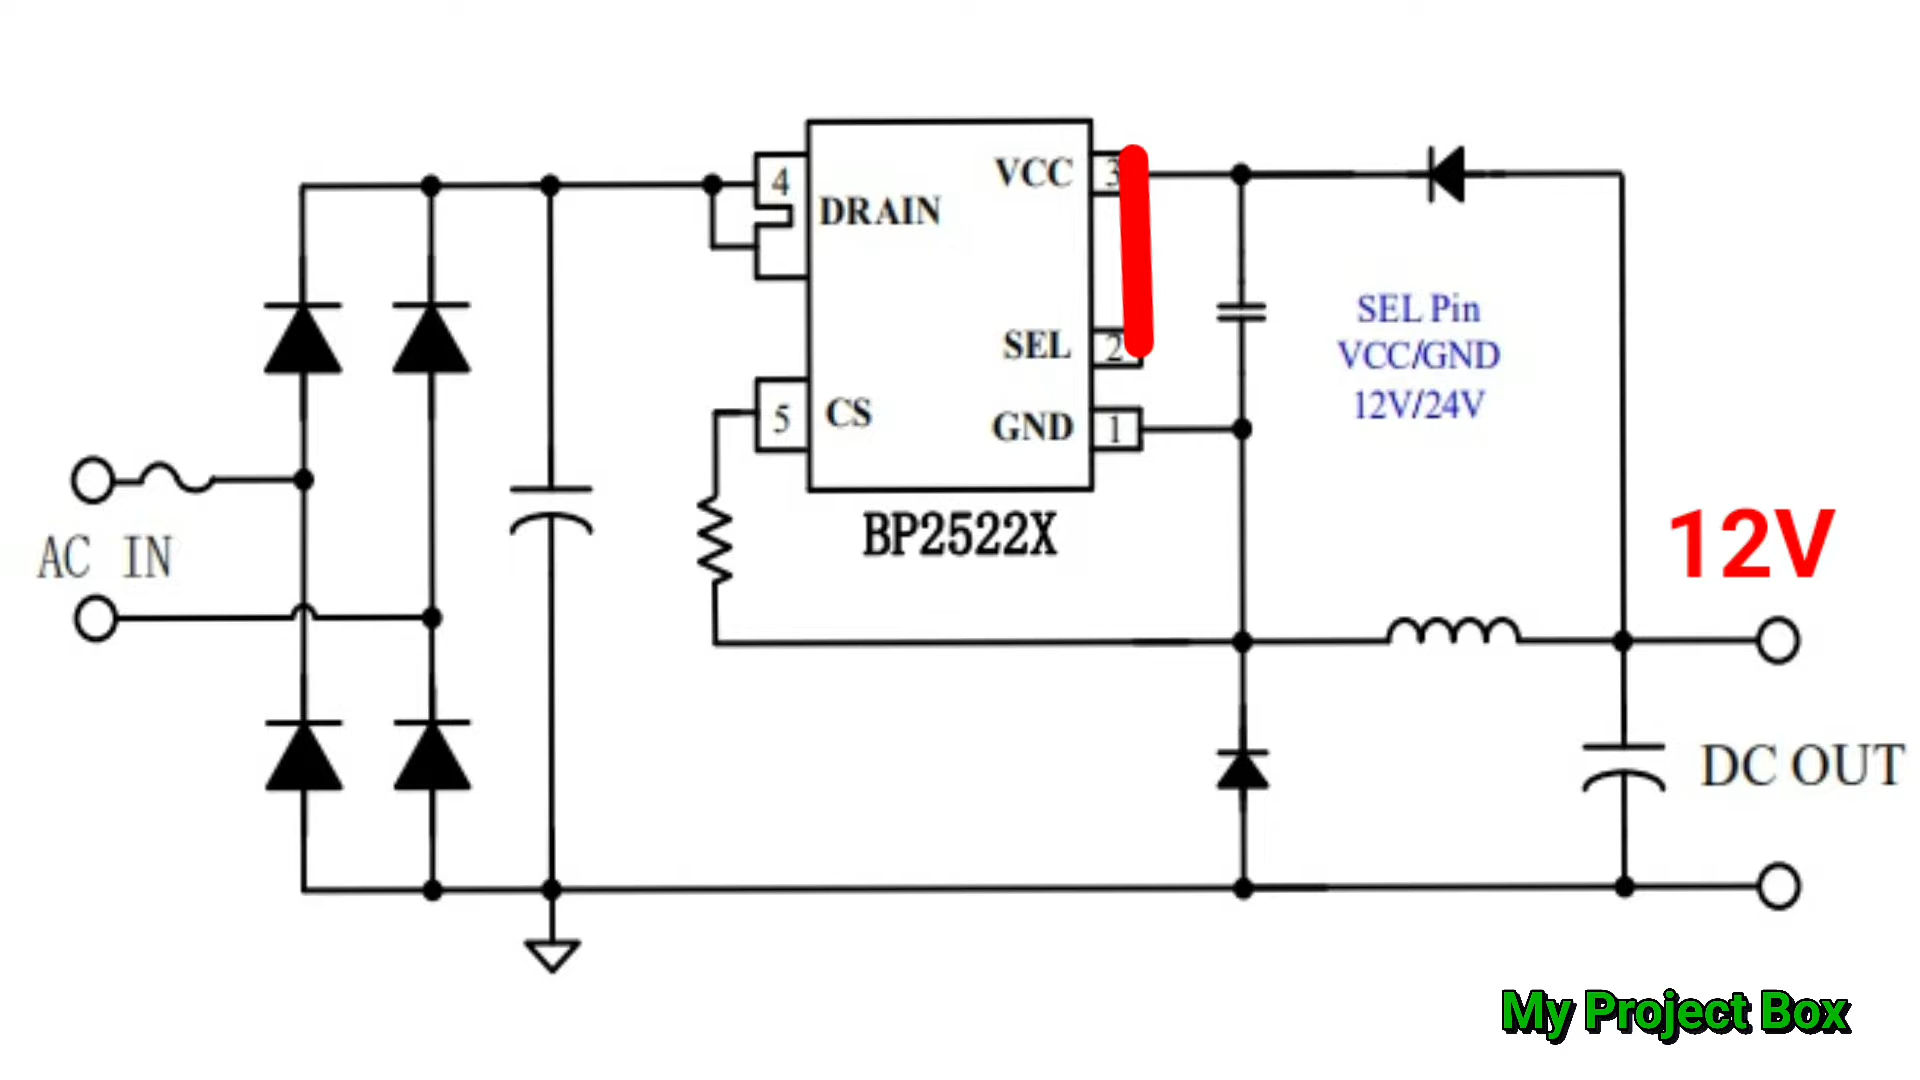 4
DRAIN
VCC
3
SEL
2
5
CS
GND
1
BP2522X
SEL Pin
VCC/GND
12V/24V
AC IN
12V
DC OUT
My Project Box